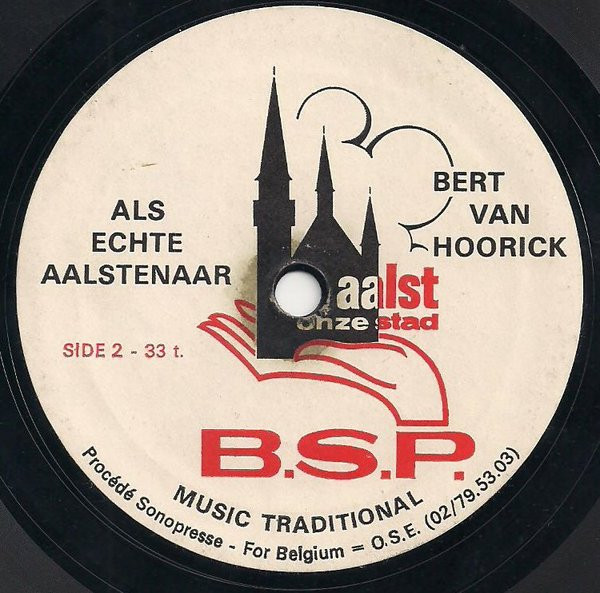 ALS
ECHTE
AALSTENAAR
BERT
VAN
HOORICK
aalst
onze stad
SIDE 2 - 33 t.
B.S.P.
MUSIC TRADITIONAL
Procédé Sonopresse - For Belgium = O.S.E. (02/79.53.03)